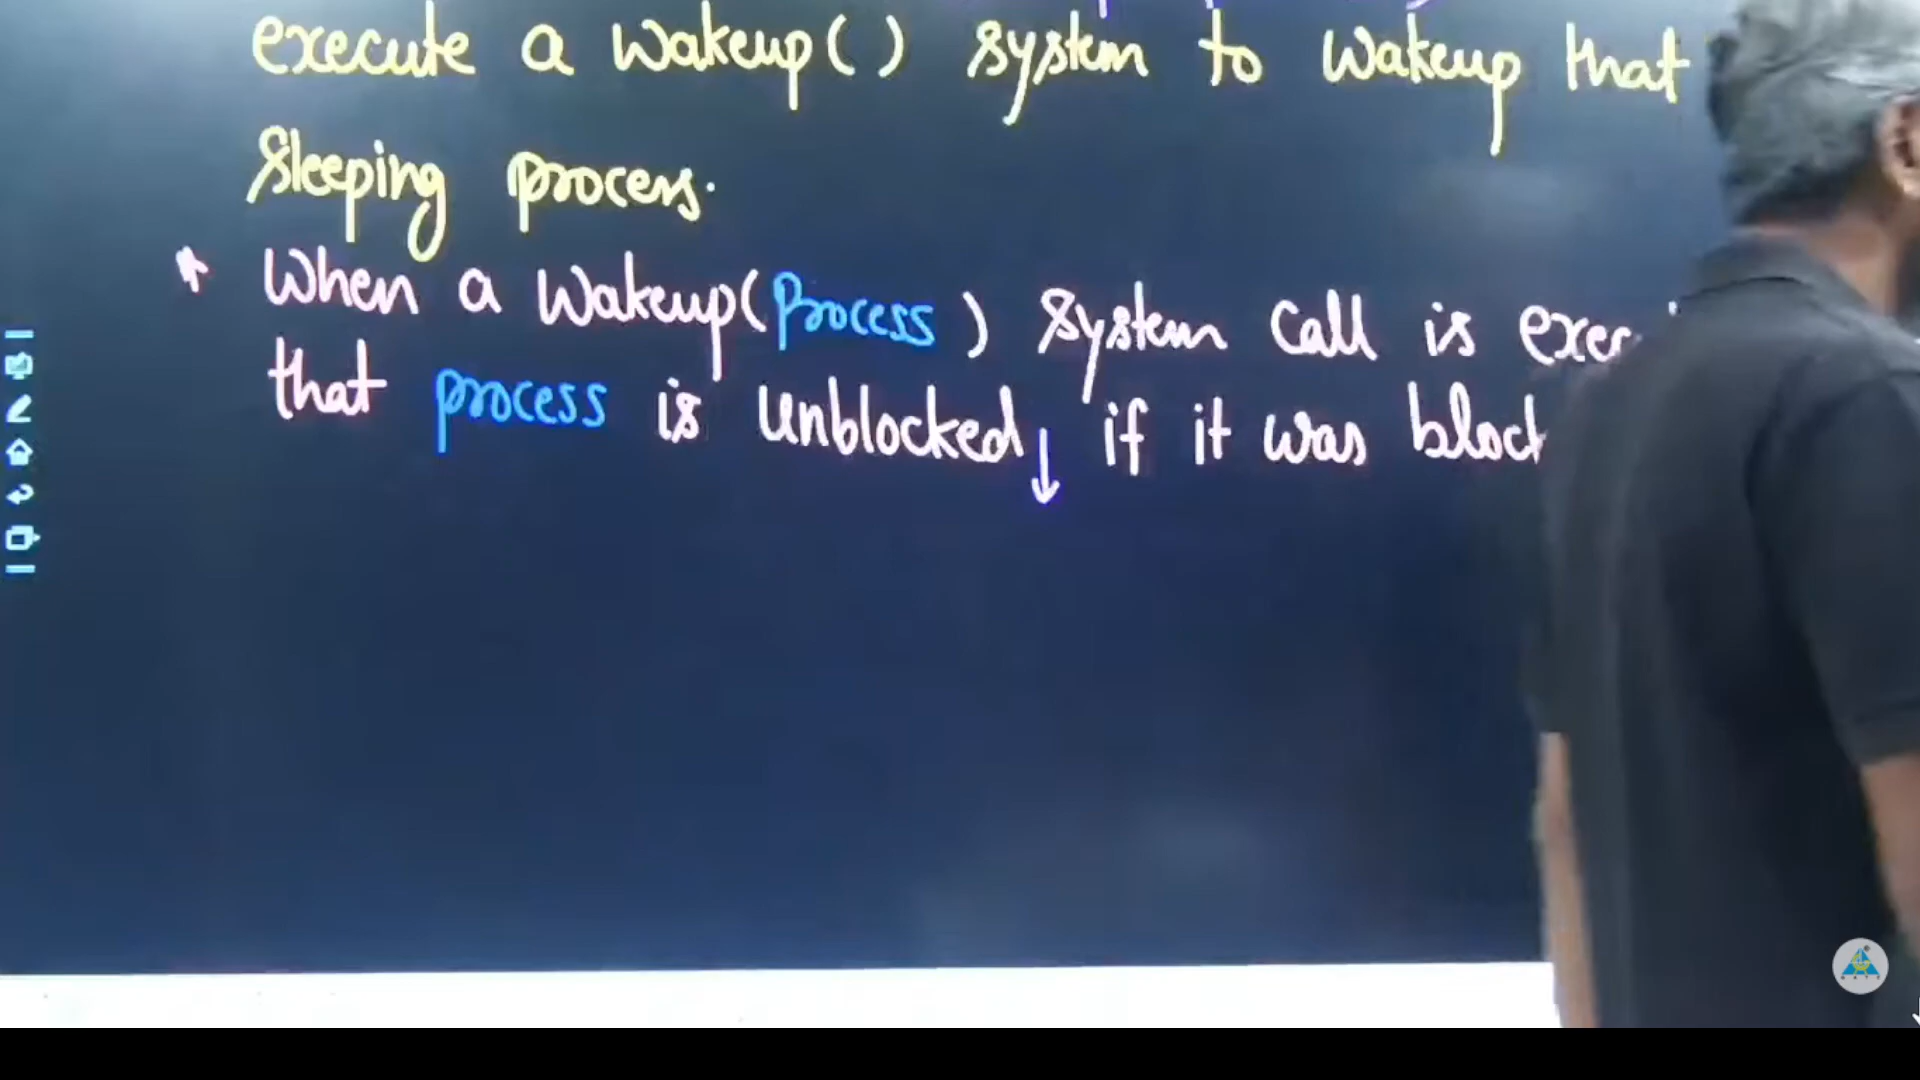 execute a wakeup( ) system to wakeup that
sleeping process.
* When a Wakeup(Process) system call is
that process is unblocked, if it was